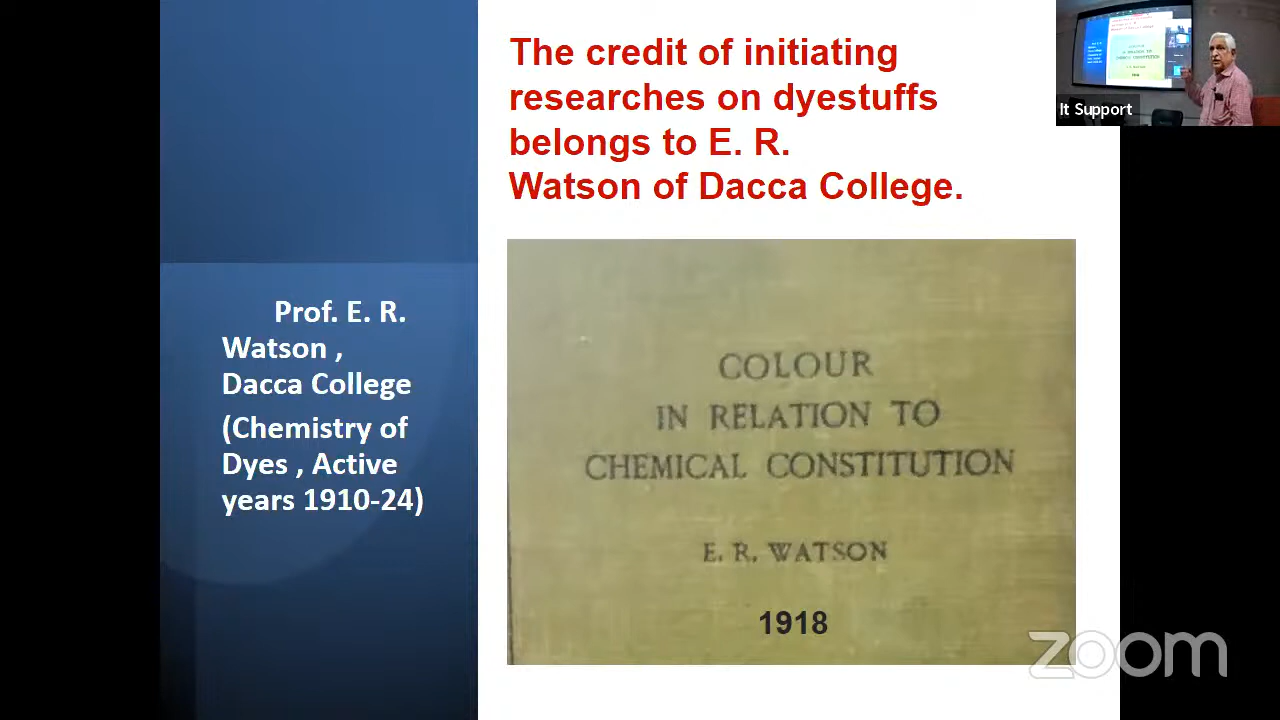 The credit of initiating
researches on dyestuffs
belongs to E. R.
Watson of Dacca College.
It Support
Prof. E. R.
Watson ,
Dacca College
(Chemistry of
Dyes , Active
years 1910-24)
COLOUR
IN RELATION TO
CHEMICAL CONSTITUTION
E. R. WATSON
1918
zoom